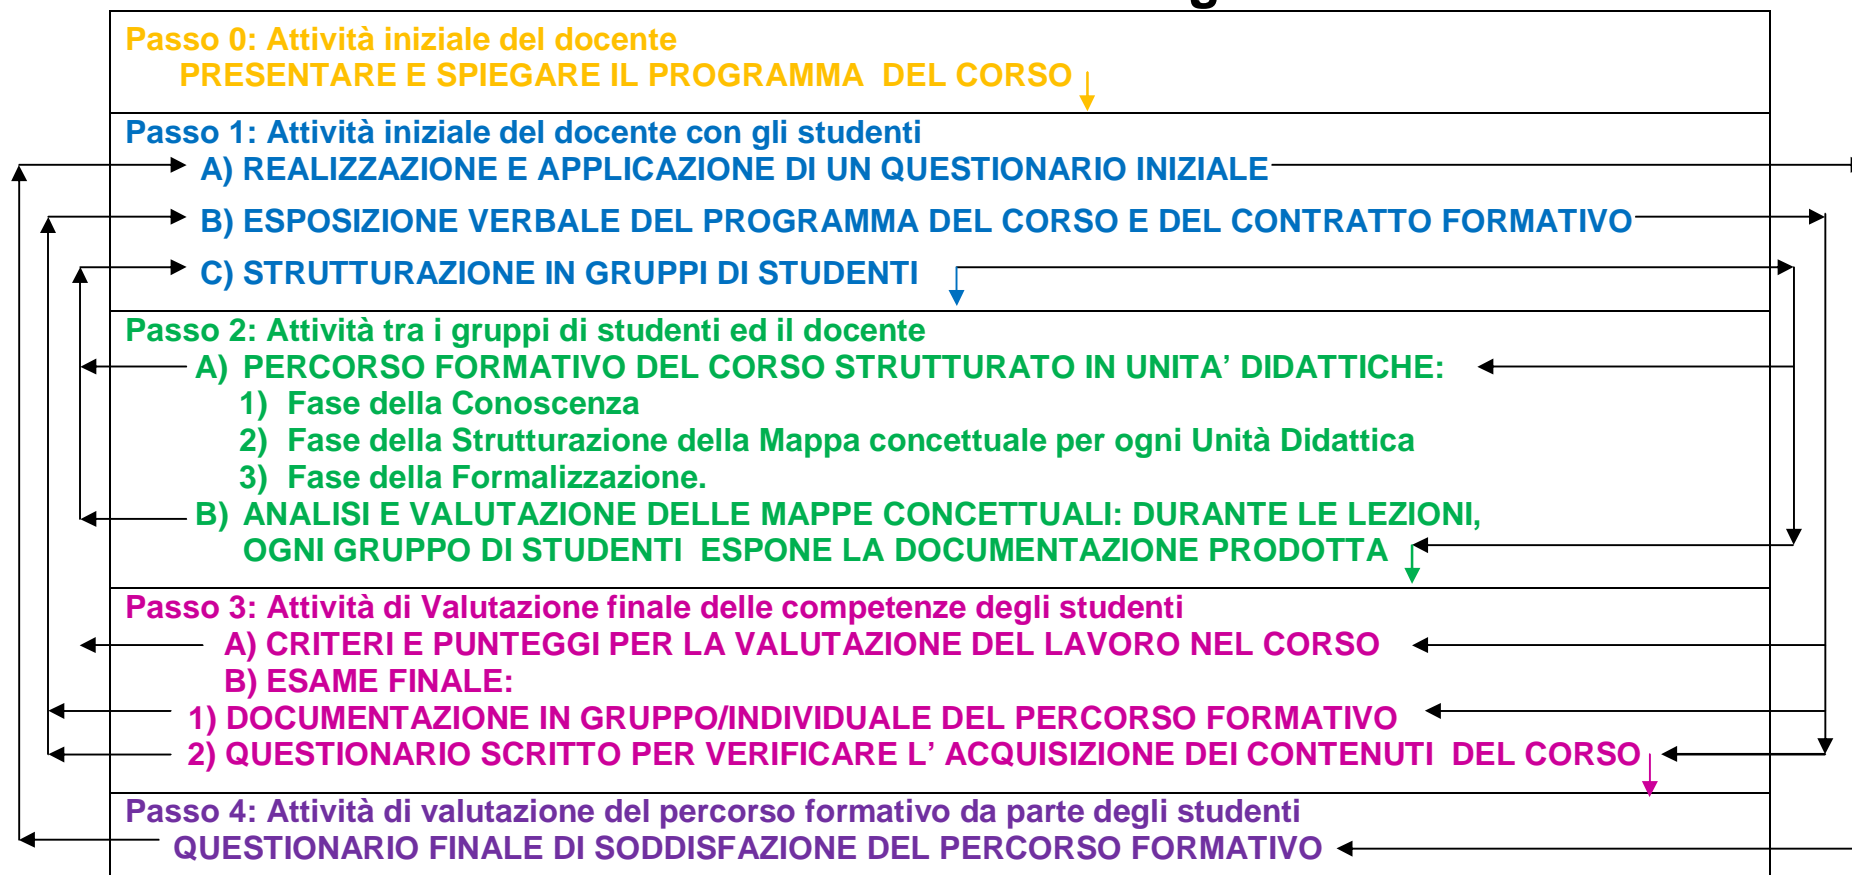 Passo 0: Attività iniziale del docente
PRESENTARE E SPIEGARE IL PROGRAMMA DEL CORSO
Passo 1: Attività iniziale del docente con gli studenti
A) REALIZZAZIONE E APPLICAZIONE DI UN QUESTIONARIO INIZIALE
B) ESPOSIZIONE VERBALE DEL PROGRAMMA DEL CORSO E DEL CONTRATTO FORMATIVO
C) STRUTTURAZIONE IN GRUPPI DI STUDENTI
Passo 2: Attività tra i gruppi di studenti ed il docente
A) PERCORSO FORMATIVO DEL CORSO STRUTTURATO IN UNITA’ DIDATTICHE:
1) Fase della Conoscenza
2) Fase della Strutturazione della Mappa concettuale per ogni Unità Didattica
3) Fase della Formalizzazione.
B) ANALISI E VALUTAZIONE DELLE MAPPE CONCETTUALI: DURANTE LE LEZIONI,
OGNI GRUPPO DI STUDENTI ESPONE LA DOCUMENTAZIONE PRODOTTA
Passo 3: Attività di Valutazione finale delle competenze degli studenti
A) CRITERI E PUNTEGGI PER LA VALUTAZIONE DEL LAVORO NEL CORSO
B) ESAME FINALE:
1) DOCUMENTAZIONE IN GRUPPO/INDIVIDUALE DEL PERCORSO FORMATIVO
2) QUESTIONARIO SCRITTO PER VERIFICARE L’ ACQUISIZIONE DEI CONTENUTI DEL CORSO
Passo 4: Attività di valutazione del percorso formativo da parte degli studenti
QUESTIONARIO FINALE DI SODDISFAZIONE DEL PERCORSO FORMATIVO